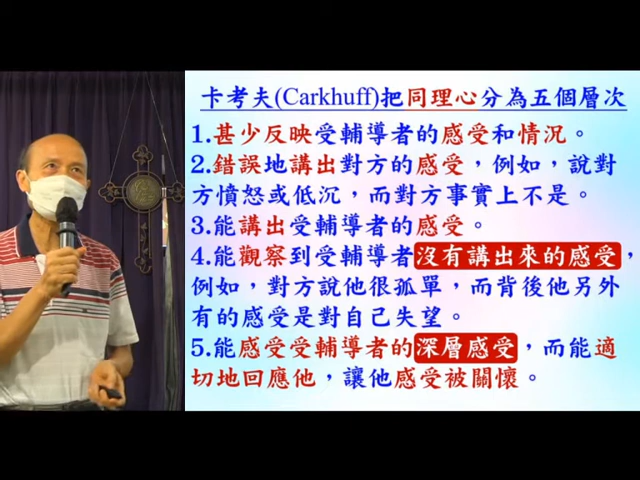 卡考夫(Carkhuff)把同理心分為五個層次
1.甚少反映受輔導者的感受和情況。
2.錯誤地講出對方的感受，例如，說對
方憤怒或低沉，而對方事實上不是。
3.能講出受輔導者的感受。
4.能觀察到受輔導者沒有講出來的感受，
例如，對方說他很孤單，而背後他另外
有的感受是對自己失望。
5.能感受受輔導者的深層感受，而能適
切地回應他，讓他感受被關懷。